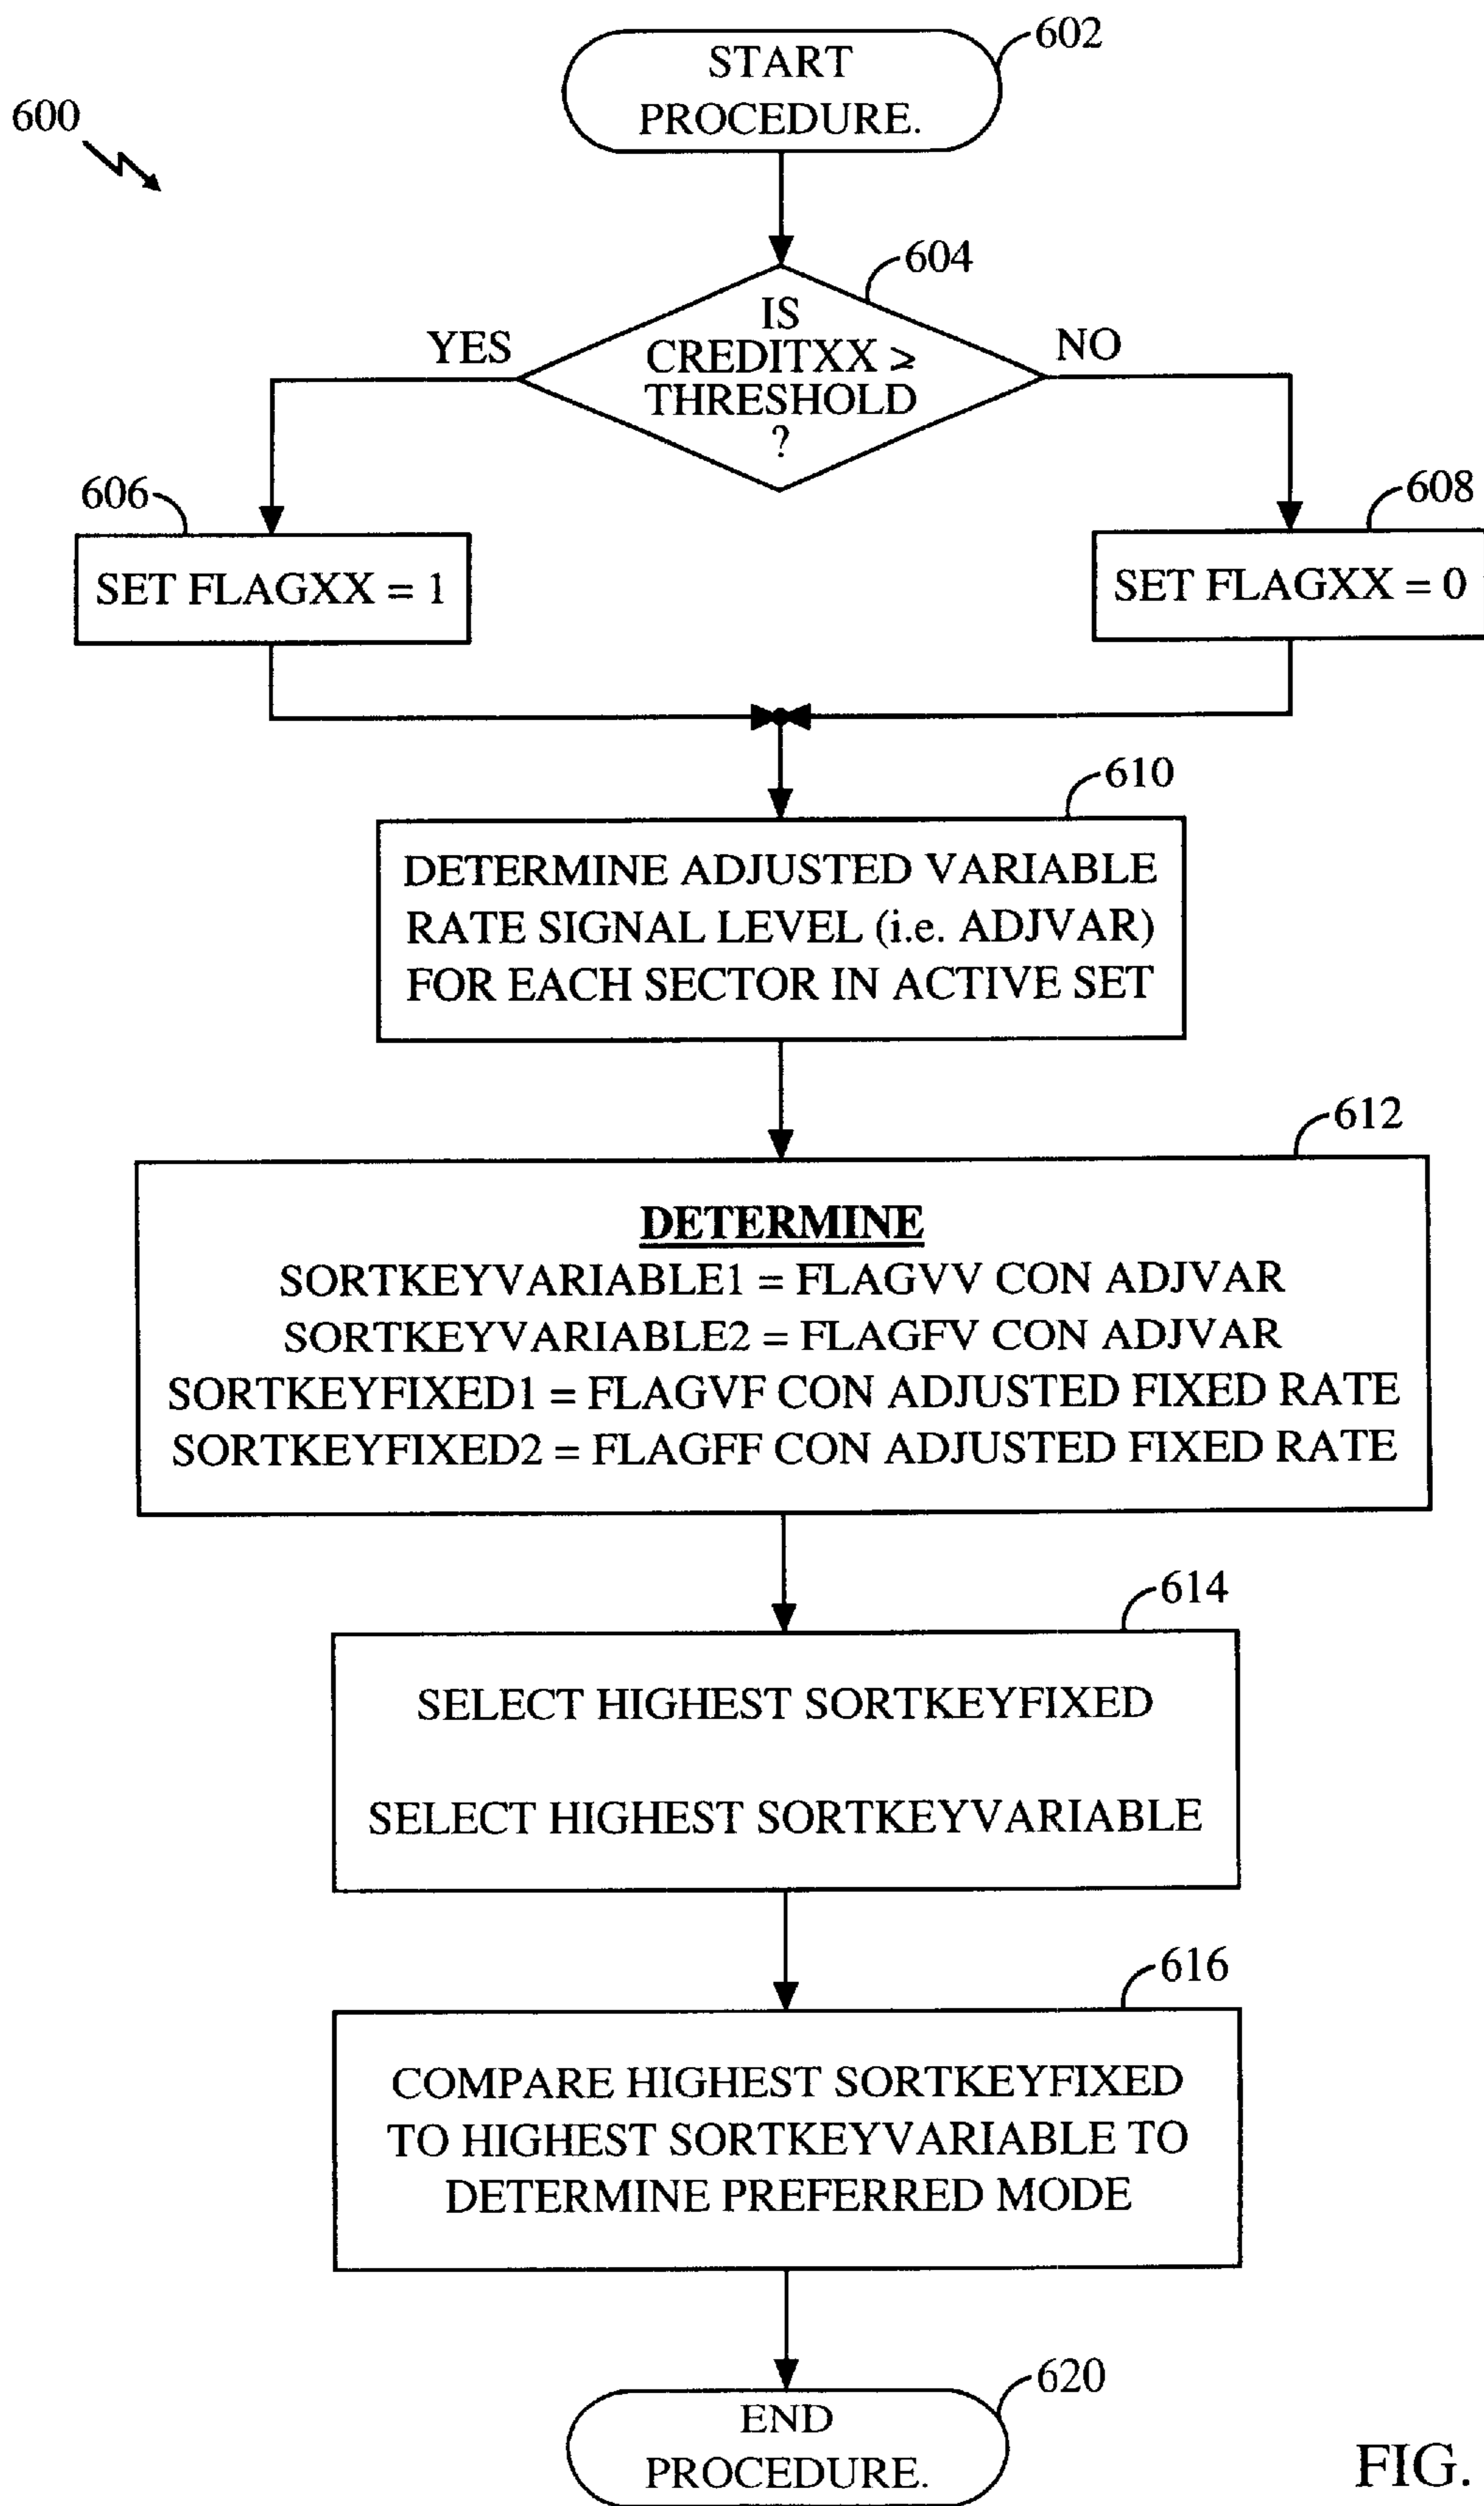 602
START
PROCEDURE.
600
604
IS
CREDITXX ≥
THRESHOLD
?
YES
NO
606
608
SET FLAGXX = 1
SET FLAGXX = 0
610
DETERMINE ADJUSTED VARIABLE
RATE SIGNAL LEVEL (i.e. ADJVAR)
FOR EACH SECTOR IN ACTIVE SET
612
DETERMINE
SORTKEYVARIABLE1 = FLAGVV CON ADJVAR
SORTKEYVARIABLE2 = FLAGFV CON ADJVAR
SORTKEYFIXED1 = FLAGVF CON ADJUSTED FIXED RATE
SORTKEYFIXED2 = FLAGFF CON ADJUSTED FIXED RATE
614
SELECT HIGHEST SORTKEYFIXED
SELECT HIGHEST SORTKEYVARIABLE
616
COMPARE HIGHEST SORTKEYFIXED
TO HIGHEST SORTKEYVARIABLE TO
DETERMINE PREFERRED MODE
620
END
PROCEDURE.
FIG.